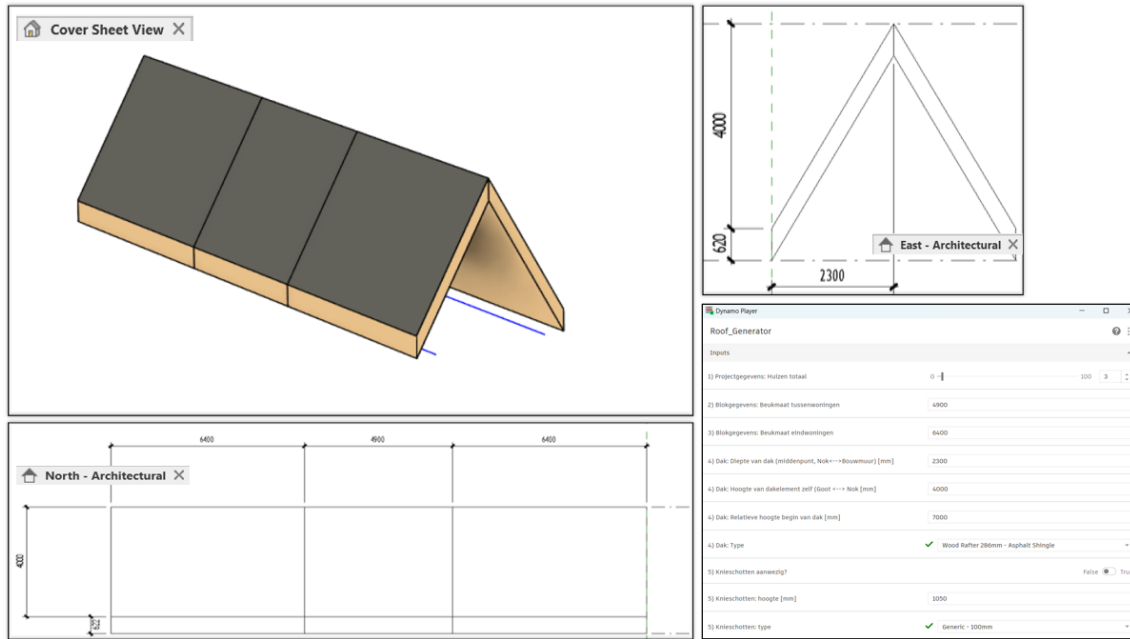 Cover Sheet View
4000
620
2300
East - Architectural
6400 4900 6400
North - Architectural
4000
Dynamo Player
Roof_Generator
Inputs
1) Projectgegevens: Huizen totaal 0 100 3
2) Blokgegevens: Beukmaat tussenwoningen 4900
3) Blokgegevens: Beukmaat eindwoningen 6400
4) Dak: Diepte van dak (middenpunt, Nok<--->Bouwmuur) [mm] 2300
4) Dak: Hoogte van dakelement zelf (Goot <---> Nok [mm] 4000
4) Dak: Relatieve hoogte begin van dak [mm] 7000
4) Dak: Type Wood Rafter 286mm - Asphalt Shingle
5) Knieschotten aanwezig? False Tru
5) Knieschotten: hoogte [mm] 1050
5) Knieschotten: type Generic - 100mm